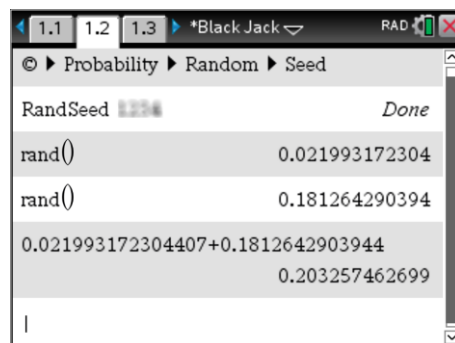 1.1 1.2 1.3 *Black Jack RAD
© ▶ Probability ▶ Random ▶ Seed
RandSeed Done
rand() 0.021993172304
rand() 0.181264290394
0.021993172304407+0.1812642903944
0.203257462699